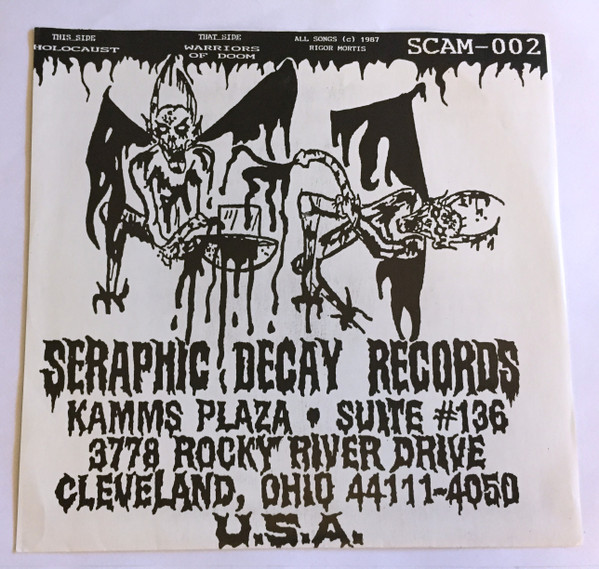 THIS SIDE
HOLOCAUST
THAT SIDE
WARRIORS
OF DOOM
ALL SONGS (c) 1987
RIGOR MORTIS
SCAM-002
SERAPHIC DECAY RECORDS
KAMMS PLAZA • SUITE #136
3778 ROCKY RIVER DRIVE
CLEVELAND, OHIO 44111-4050
U.S.A.